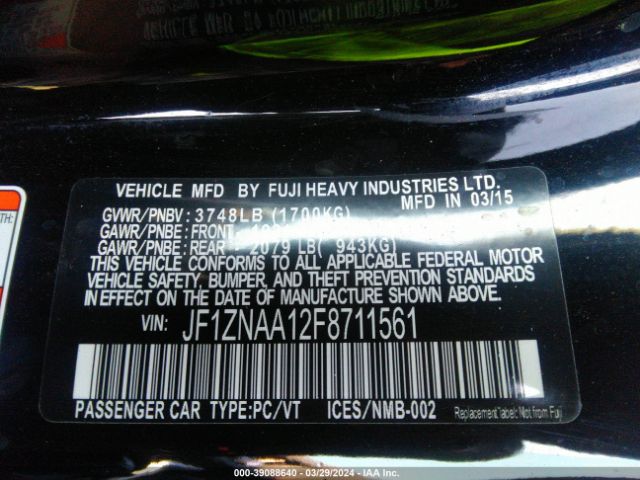 TH:
VEHICLE MFD BY FUJI HEAVY INDUSTRIES LTD.
GVWR/PNBV: 3748LB (1700KG) MFD IN 03/15
GAWR/PNBE: FRONT
GAWR/PNBE: REAR - 2079 LB( 943KG)
THIS VEHICLE CONFORMS TO ALL APPLICABLE FEDERAL MOTOR
VEHICLE SAFETY, BUMPER, AND THEFT PREVENTION STANDARDS
IN EFFECT ON THE DATE OF MANUFACTURE SHOWN ABOVE.
VIN: JF1ZNAA12F8711561
PASSENGER CAR TYPE:PC/VT ICES/NMB-002 Replacement label: Not from Fuji
000-39088640 - 03/29/2024 - IAA Inc.